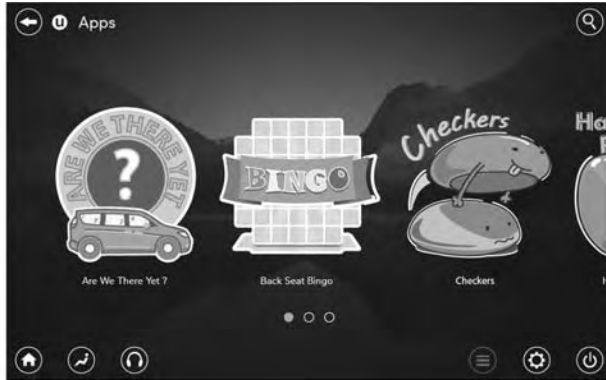 u Apps
ARE WE THERE YET
?
BINGO
Checkers
Are We There Yet ?
Back Seat Bingo
Checkers